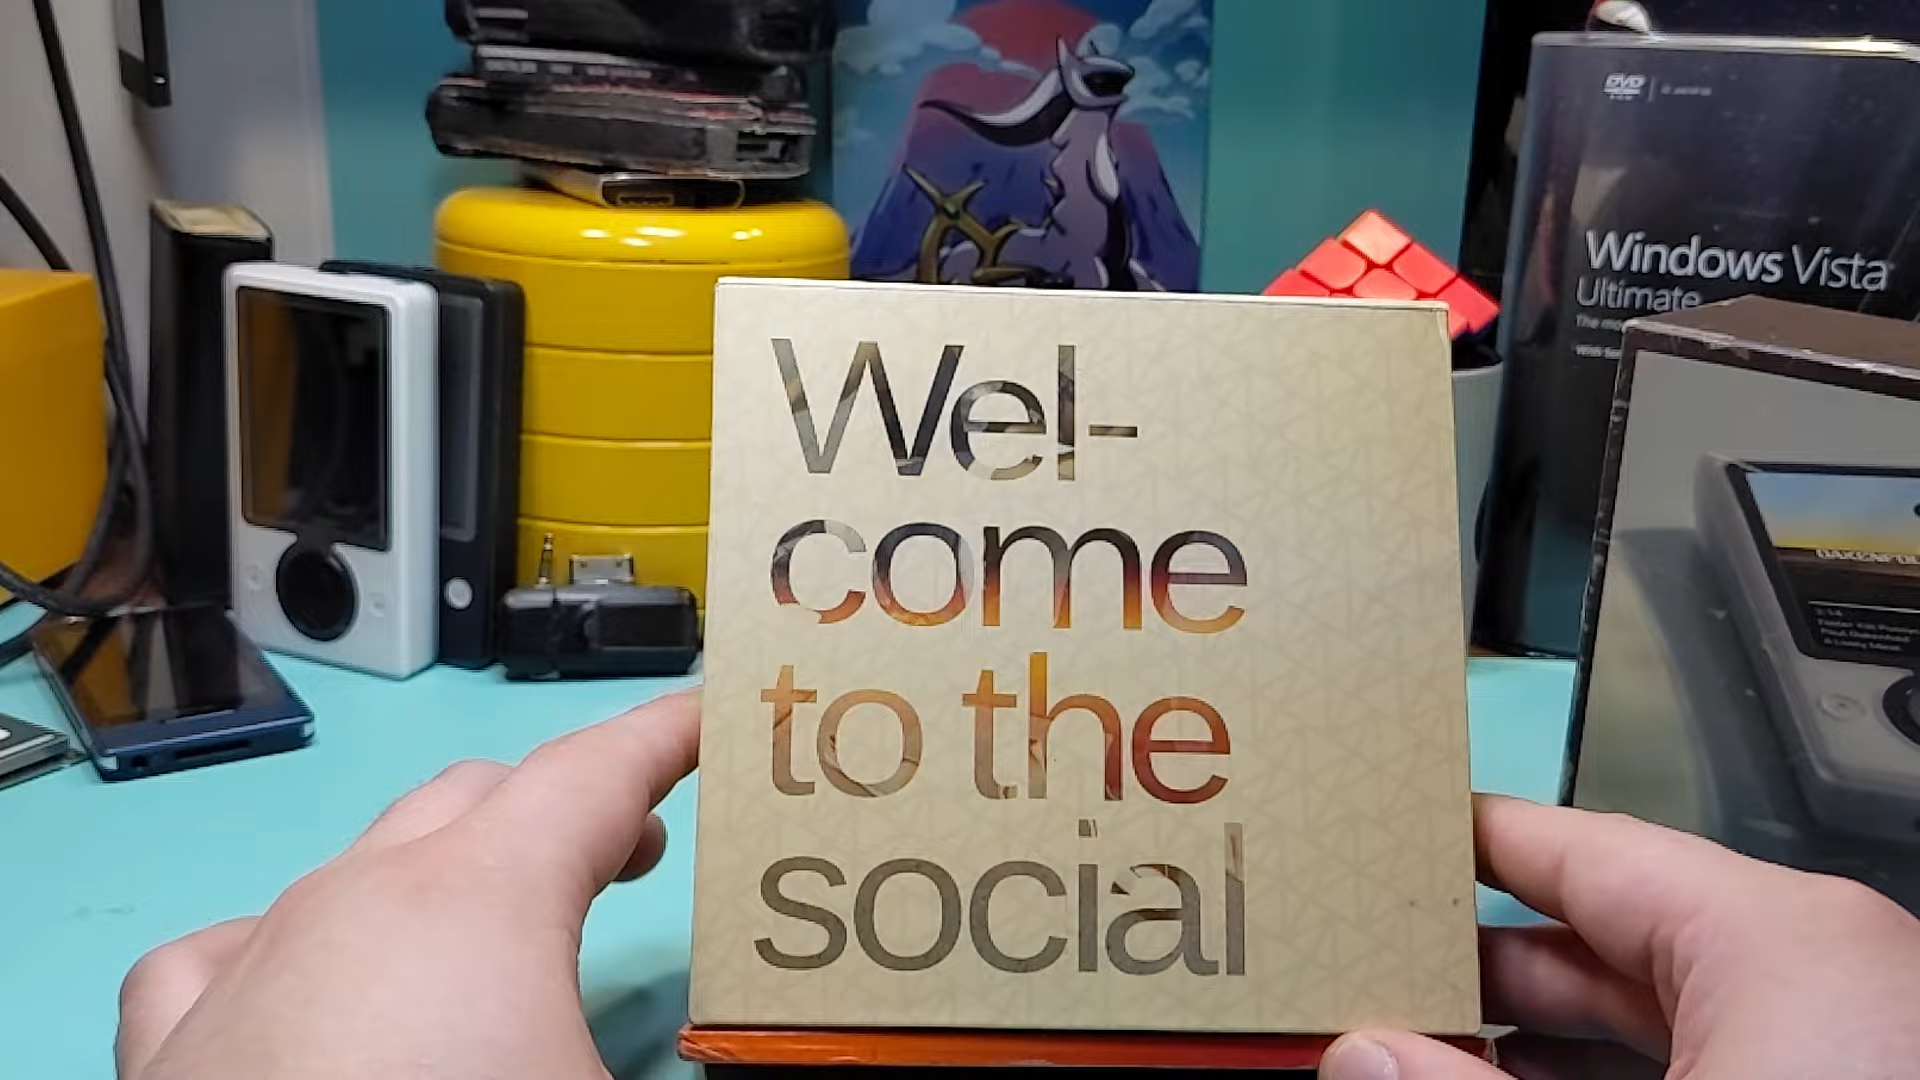 Wel-
come
to the
social
DVD
Windows Vista
Ultimate